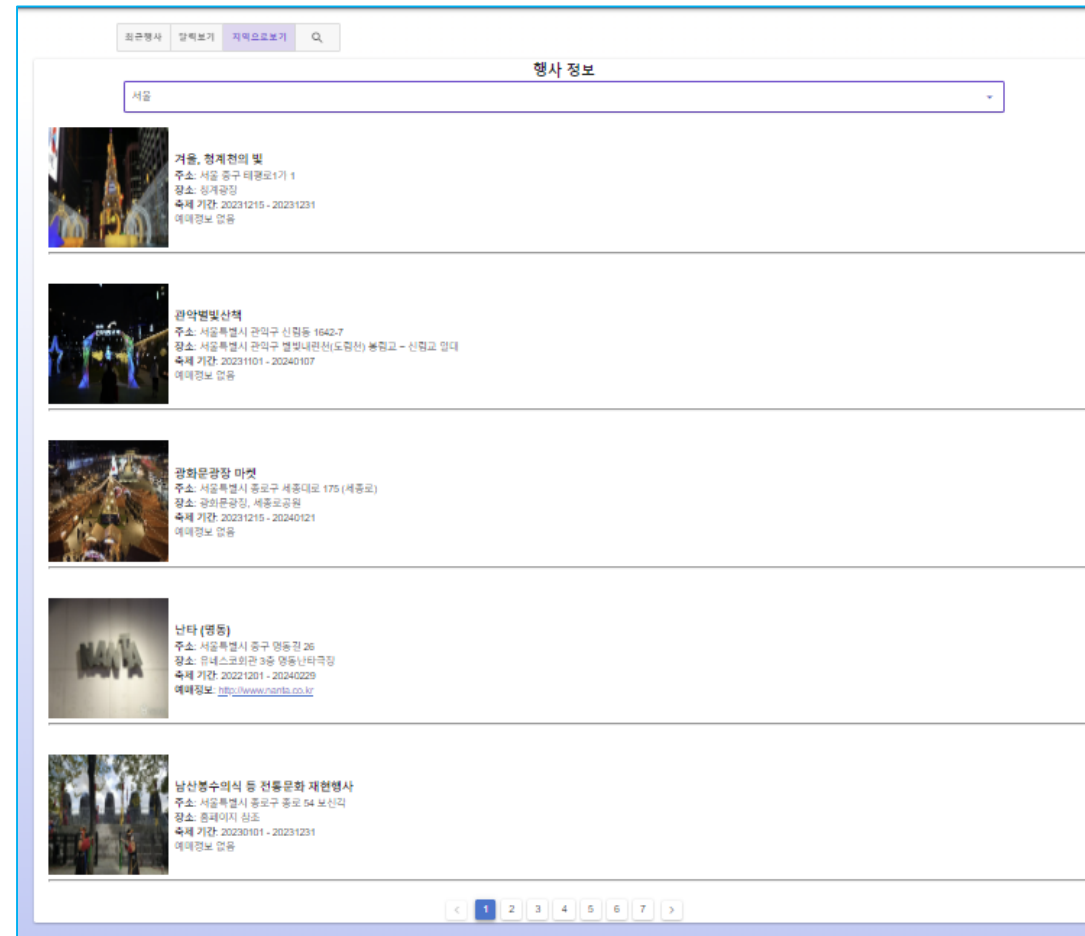 최근행사 달력보기 지역으로보기
행사 정보
서울
겨울, 청계천의 빛
주소: 서울 중구 태평로1가 1
장소: 청계광장
축제 기간: 20231215 - 20231231
예매정보 없음
관악별빛산책
주소: 서울특별시 관악구 신림동 1642-7
장소: 서울특별시 관악구 별빛내린천(도림천) 봉림교 – 신림교 일대
축제 기간: 20231101 - 20240107
예매정보 없음
광화문광장 마켓
주소: 서울특별시 종로구 세종대로 175 (세종로)
장소: 광화문광장, 세종로공원
축제 기간: 20231215 - 20240121
예매정보 없음
NANTA
난타 (명동)
주소: 서울특별시 중구 명동길 26
장소: 유네스코회관 3층 명동난타극장
축제 기간: 20221201 - 20240229
예매정보: http://www.nanta.co.kr
남산봉수의식 등 전통문화 재현행사
주소: 서울특별시 종로구 종로 54 보신각
장소: 홈페이지 참조
축제 기간: 20230101 - 20231231
예매정보 없음
< 1 2 3 4 5 6 7 >